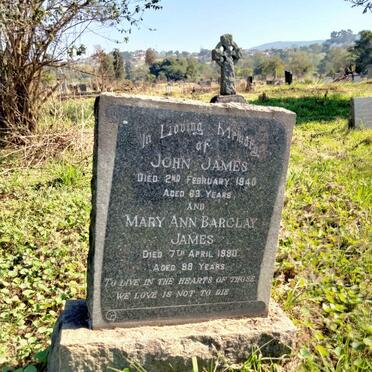 In Loving Memory
of
JOHN JAMES
DIED 2ND FEBRUARY 1940
AGED 63 YEARS
AND
MARY ANN BARCLAY
JAMES
DIED 7TH APRIL 1980
AGED 98 YEARS
TO LIVE IN THE HEARTS OF THOSE
WE LOVE IS NOT TO DIE